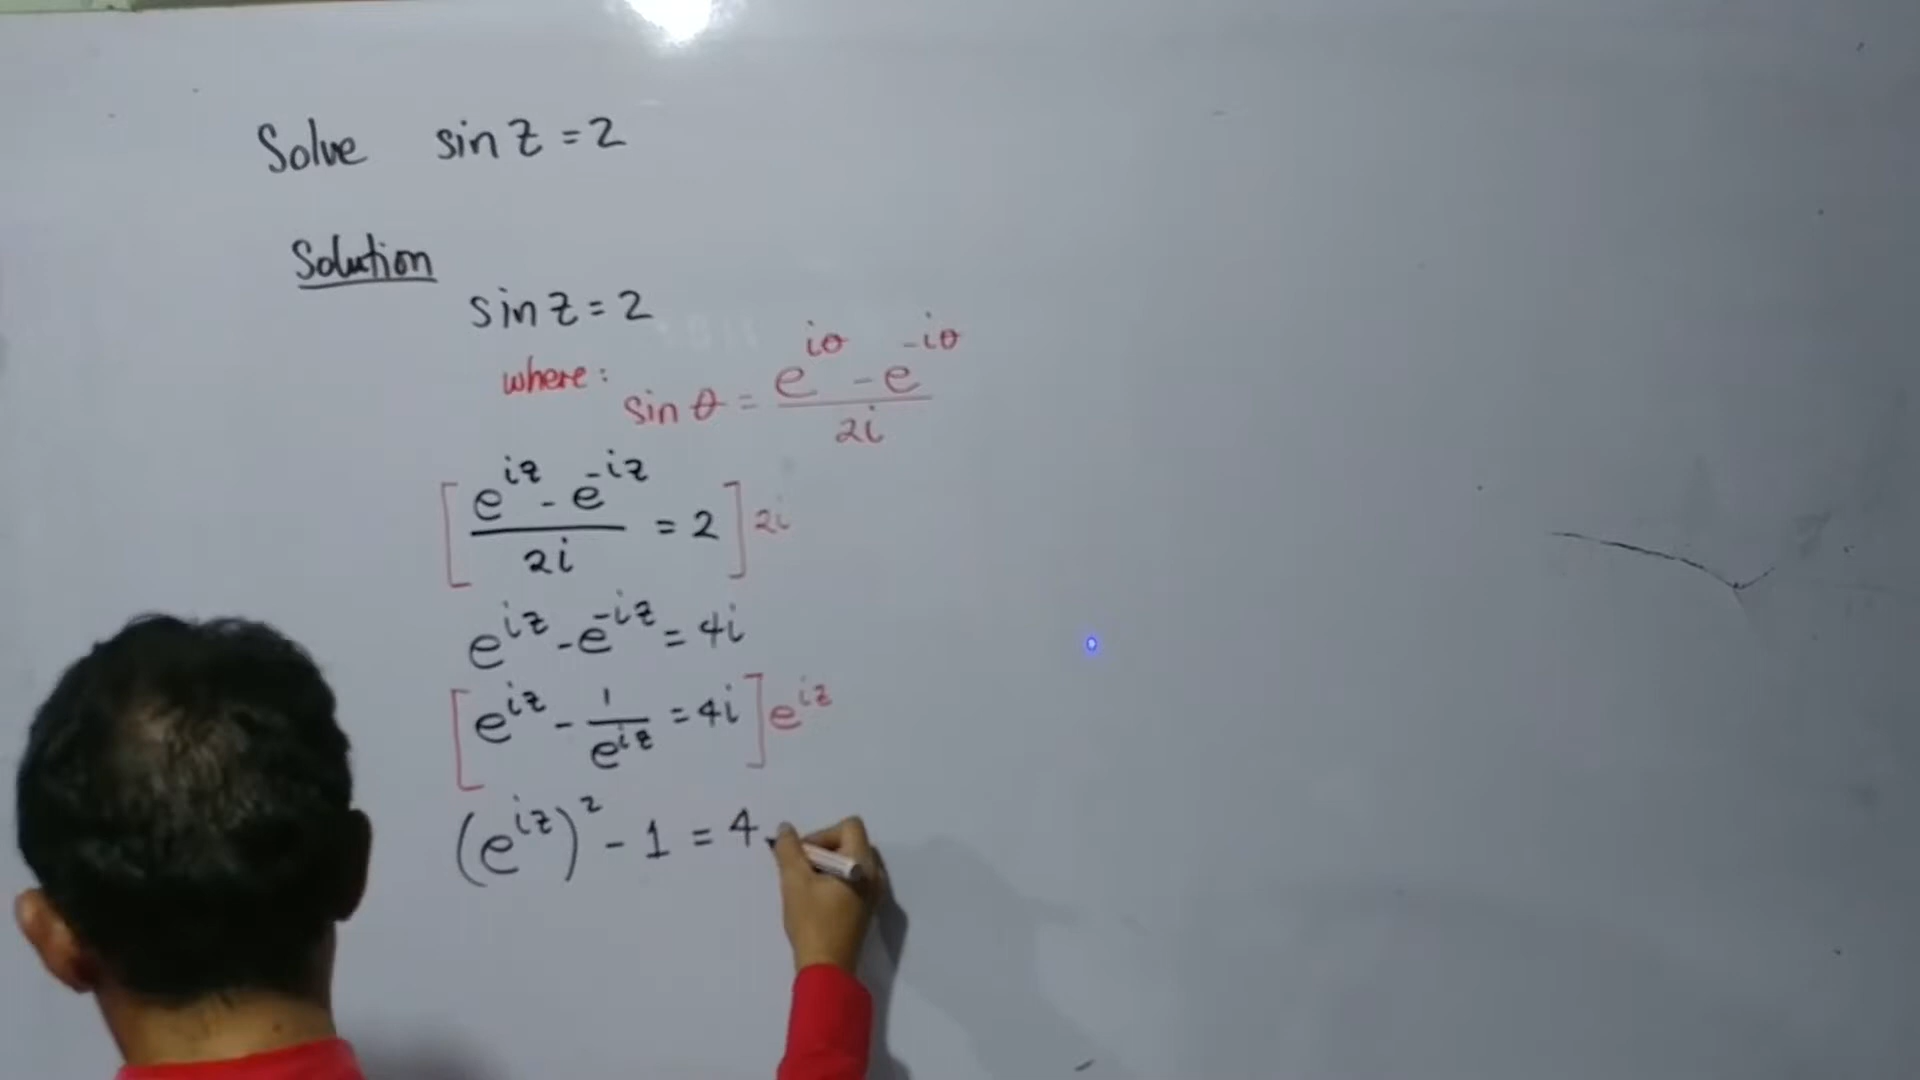 Solve sin z = 2
Solution
sin z = 2
where: sin θ = (e^{iθ} - e^{-iθ}) / 2i
[(e^{iz} - e^{-iz}) / 2i = 2] 2i
e^{iz} - e^{-iz} = 4i
[e^{iz} - 1/e^{iz} = 4i] e^{iz}
(e^{iz})^2 - 1 = 4